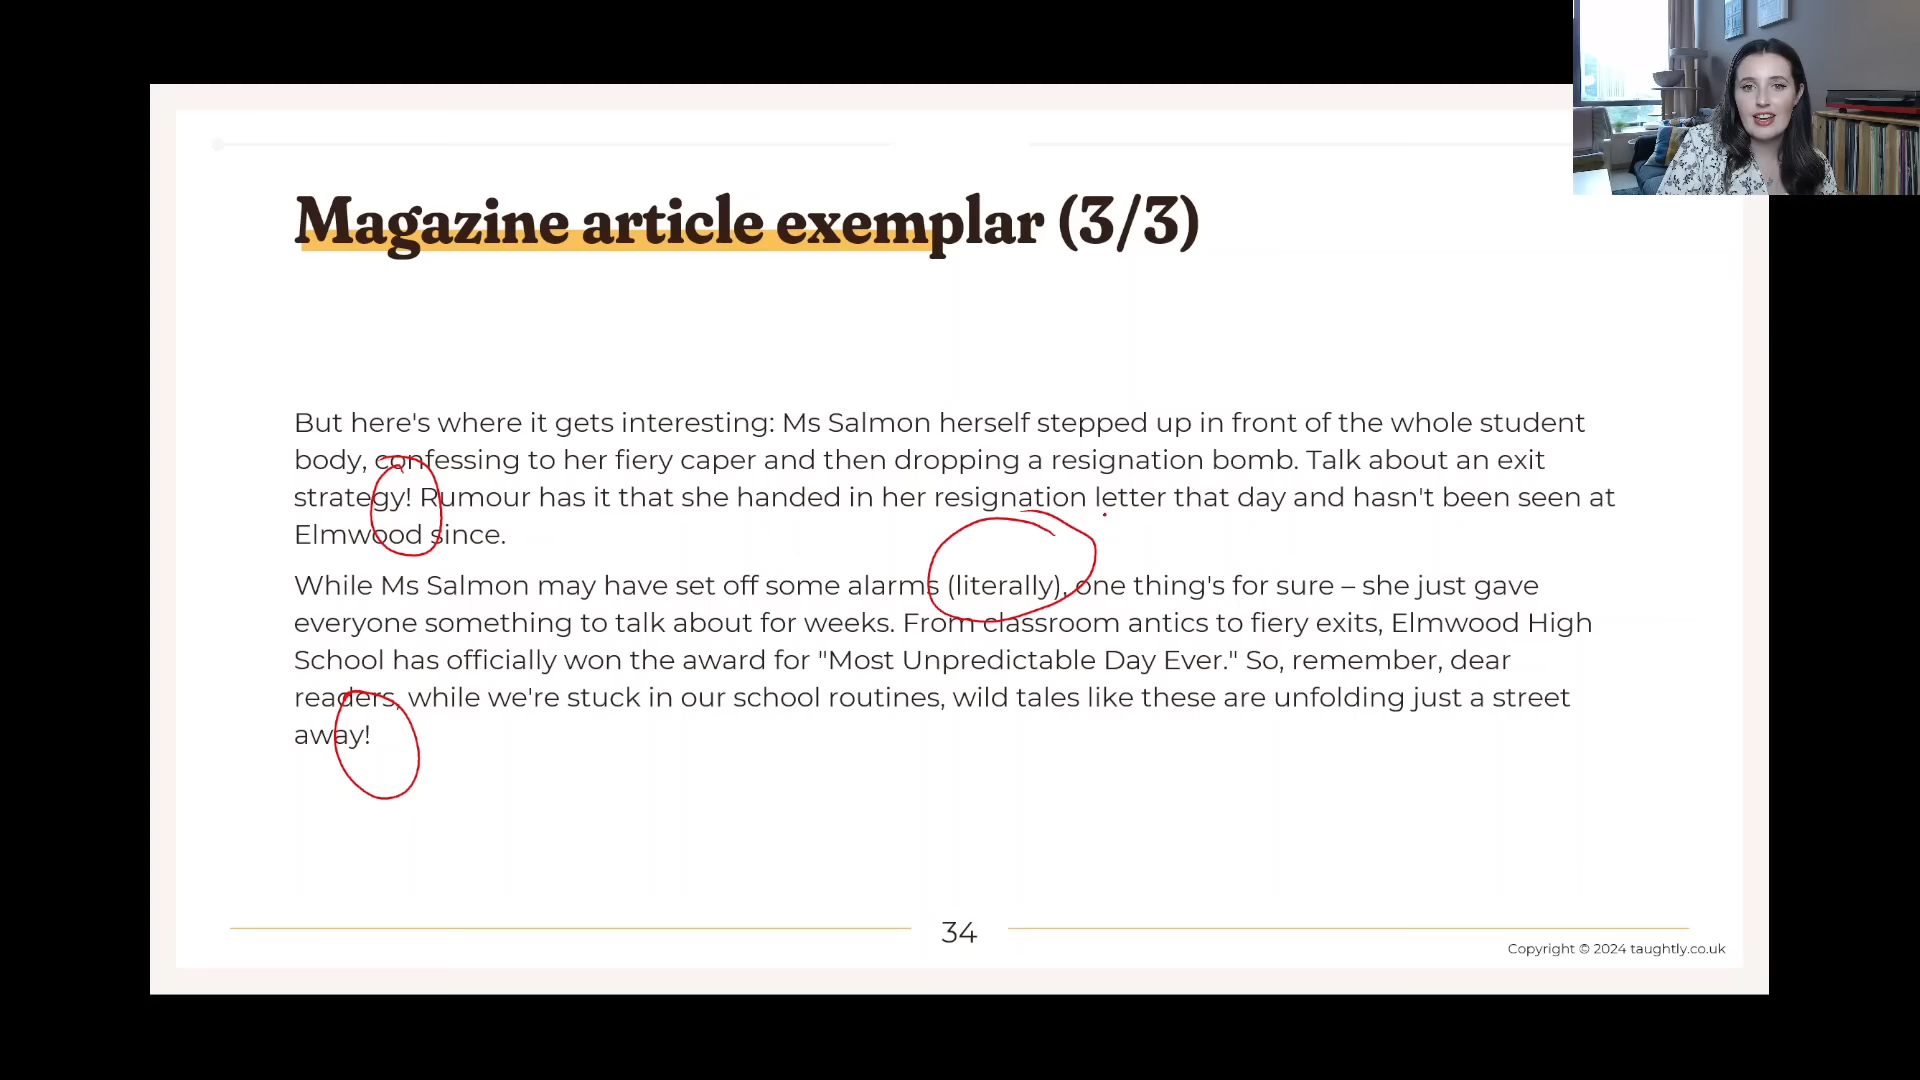 Magazine article exemplar (3/3)
But here's where it gets interesting: Ms Salmon herself stepped up in front of the whole student
body, confessing to her fiery caper and then dropping a resignation bomb. Talk about an exit
strategy! Rumour has it that she handed in her resignation letter that day and hasn't been seen at
Elmwood since.
While Ms Salmon may have set off some alarms (literally), one thing's for sure – she just gave
everyone something to talk about for weeks. From classroom antics to fiery exits, Elmwood High
School has officially won the award for "Most Unpredictable Day Ever." So, remember, dear
readers, while we're stuck in our school routines, wild tales like these are unfolding just a street
away!
34
Copyright © 2024 taughtly.co.uk